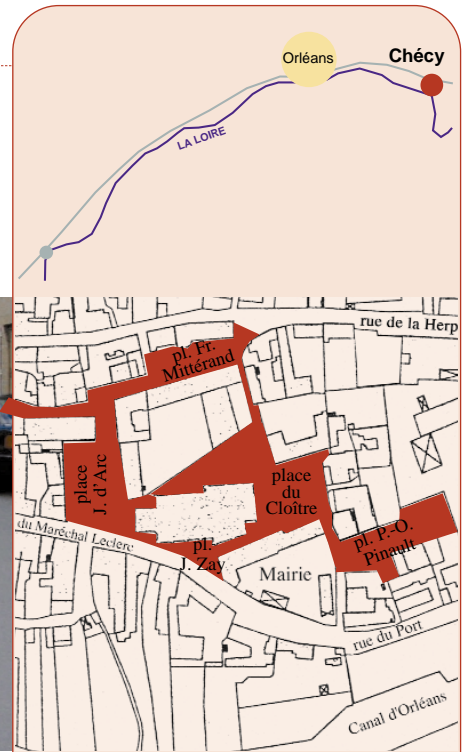 Orléans
Chécy
LA LOIRE
rue de la Herp
pl. Fr.
Mittérand
place
J. d'Arc
place
du
Cloître
du Maréchal Leclerc
pl.
J. Zay
pl. P.-O.
Pinault
Mairie
rue du Port
Canal d'Orléans